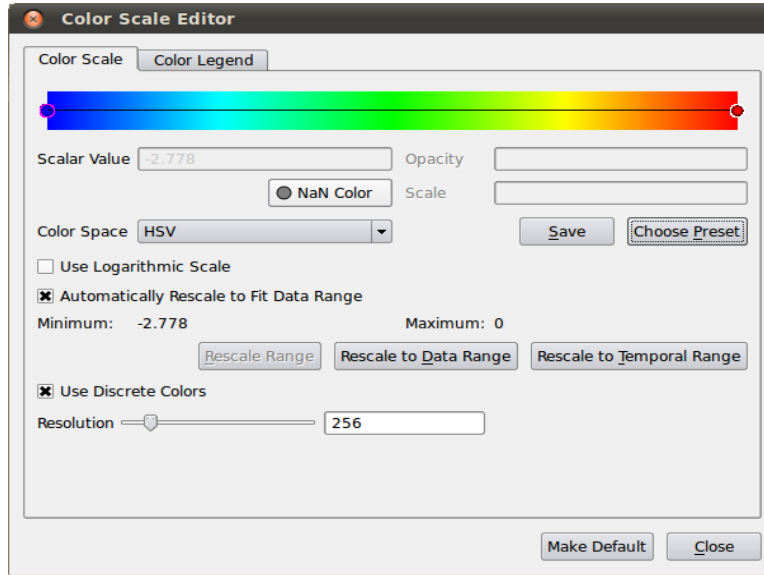 Color Scale Editor
Color Scale Color Legend
Scalar Value -2.778 Opacity
NaN Color Scale
Color Space HSV Save Choose Preset
Use Logarithmic Scale
Automatically Rescale to Fit Data Range
Minimum: -2.778 Maximum: 0
Rescale Range Rescale to Data Range Rescale to Temporal Range
Use Discrete Colors
Resolution 256
Make Default Close